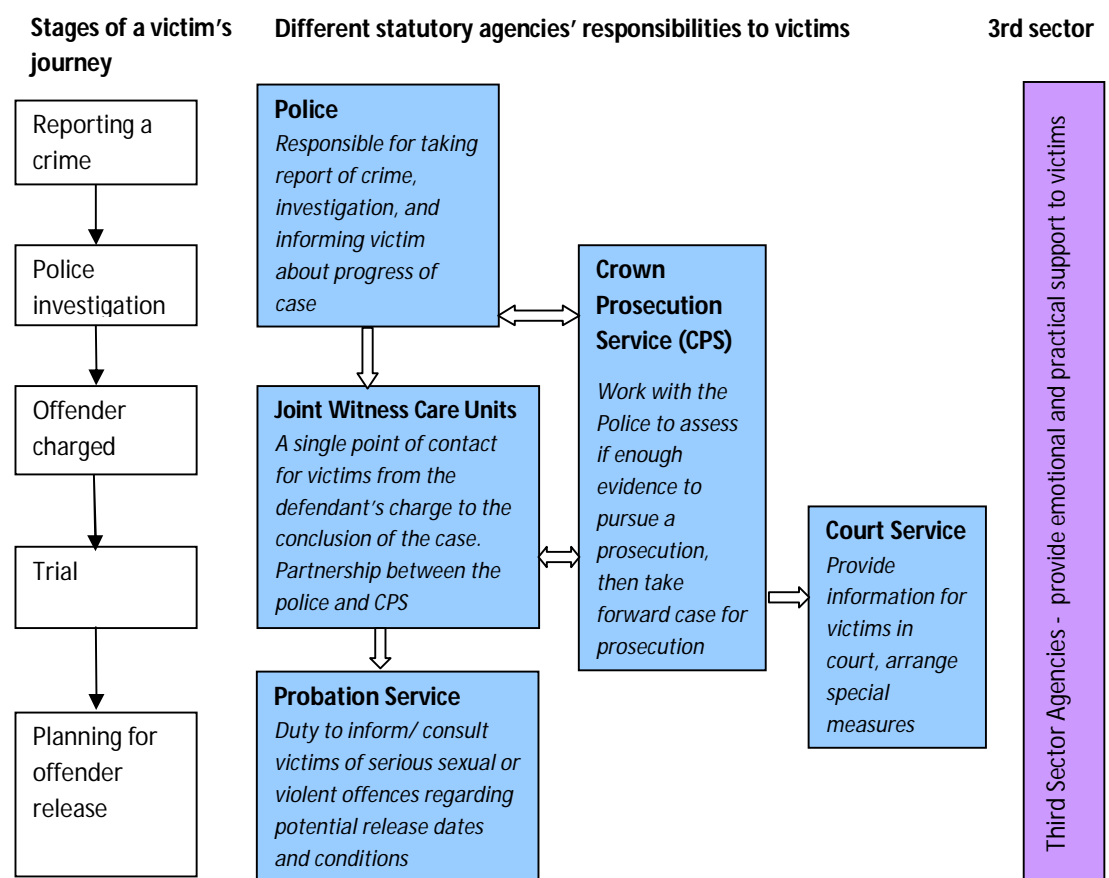 Stages of a victim's
journey
Different statutory agencies' responsibilities to victims
3rd sector
Reporting a
crime
Police
investigation
Offender
charged
Trial
Planning for
offender
release
Police
Responsible for taking
report of crime,
investigation, and
informing victim
about progress of
case
Joint Witness Care Units
A single point of contact
for victims from the
defendant's charge to the
conclusion of the case.
Partnership between the
police and CPS
Probation Service
Duty to inform/ consult
victims of serious sexual or
violent offences regarding
potential release dates
and conditions
Crown
Prosecution
Service (CPS)
Work with the
Police to assess
if enough
evidence to
pursue a
prosecution,
then take
forward case for
prosecution
Court Service
Provide
information for
victims in
court, arrange
special
measures
Third Sector Agencies - provide emotional and practical support to victims